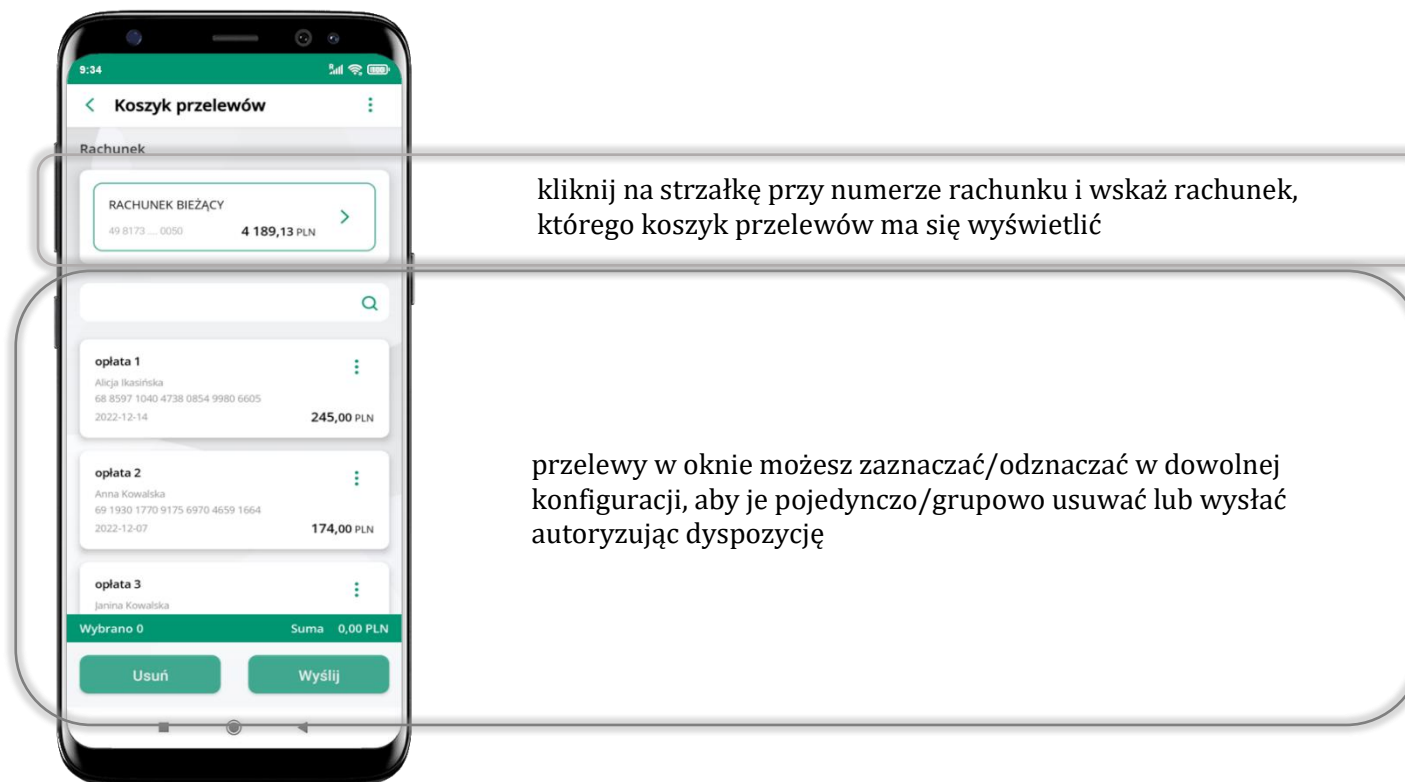 9:34
Koszyk przelewów
Rachunek
RACHUNEK BIEŻĄCY
49 8173 .... 0050 4 189,13 PLN
kliknij na strzałkę przy numerze rachunku i wskaż rachunek,
którego koszyk przelewów ma się wyświetlić
opłata 1
Alicja Ikasińska
68 8597 1040 4738 0854 9980 6605
2022-12-14 245,00 PLN
opłata 2
Anna Kowalska
69 1930 1770 9175 6970 4659 1664
2022-12-07 174,00 PLN
przelewy w oknie możesz zaznaczać/odznaczać w dowolnej
konfiguracji, aby je pojedynczo/grupowo usuwać lub wysłać
autoryzując dyspozycję
opłata 3
Janina Kowalska
Wybrano 0 Suma 0,00 PLN
Usuń Wyślij